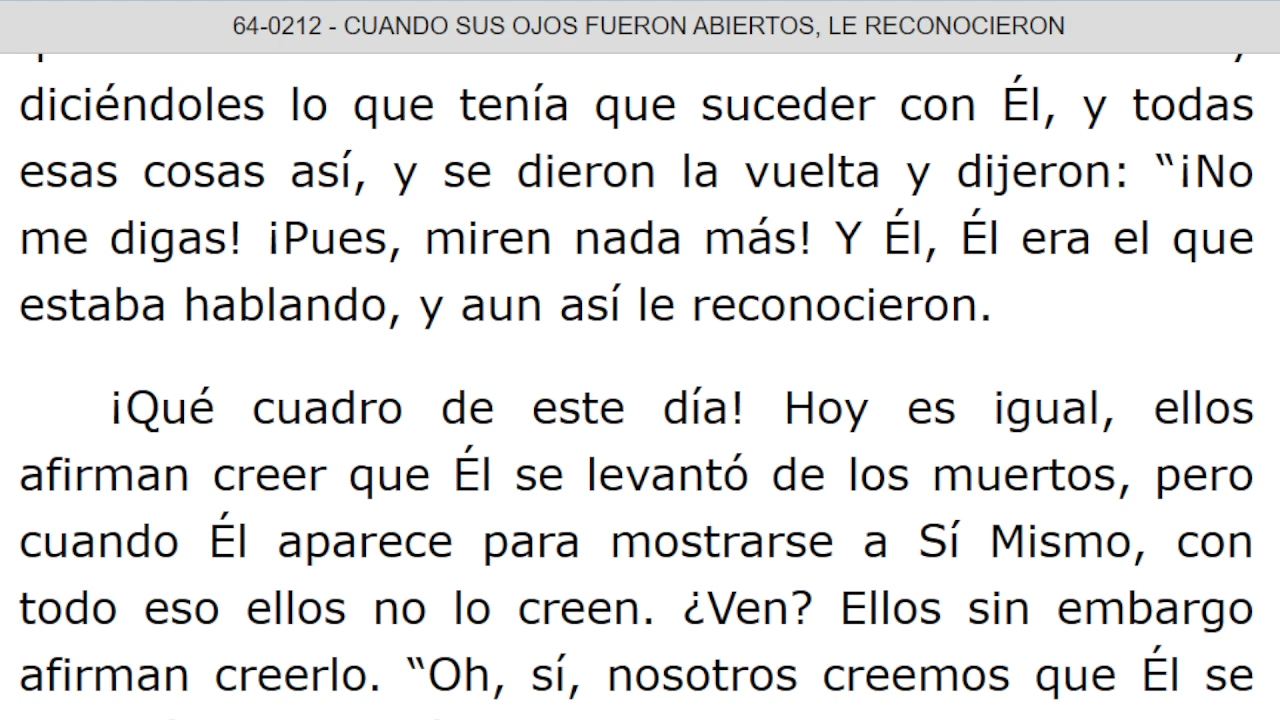 64-0212 - CUANDO SUS OJOS FUERON ABIERTOS, LE RECONOCIERON
diciéndoles lo que tenía que suceder con Él, y todas
esas cosas así, y se dieron la vuelta y dijeron: “¡No
me digas! ¡Pues, miren nada más! Y Él, Él era el que
estaba hablando, y aun así le reconocieron.
¡Qué cuadro de este día! Hoy es igual, ellos
afirman creer que Él se levantó de los muertos, pero
cuando Él aparece para mostrarse a Sí Mismo, con
todo eso ellos no lo creen. ¿Ven? Ellos sin embargo
afirman creerlo. “Oh, sí, nosotros creemos que Él se